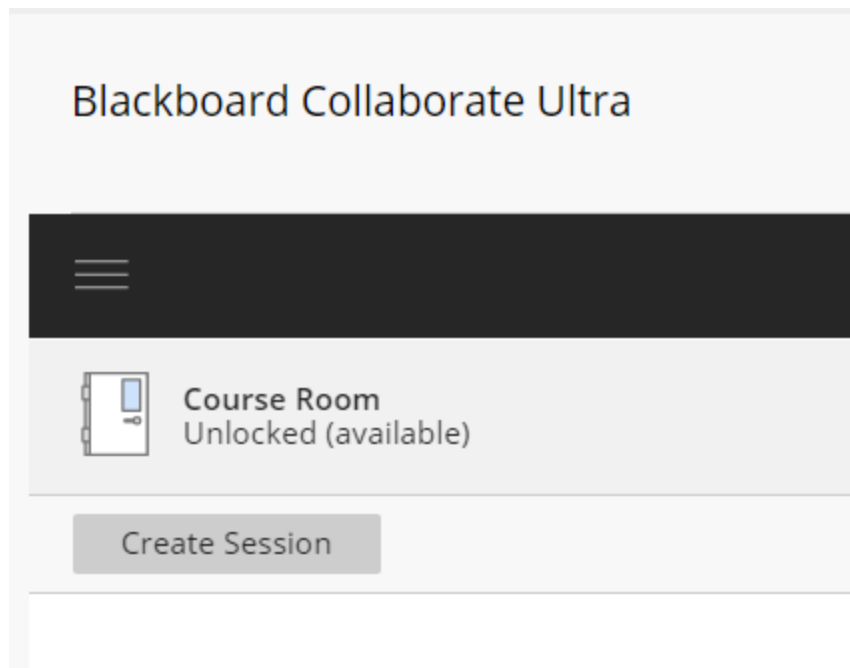 Blackboard Collaborate Ultra
Course Room
Unlocked (available)
Create Session